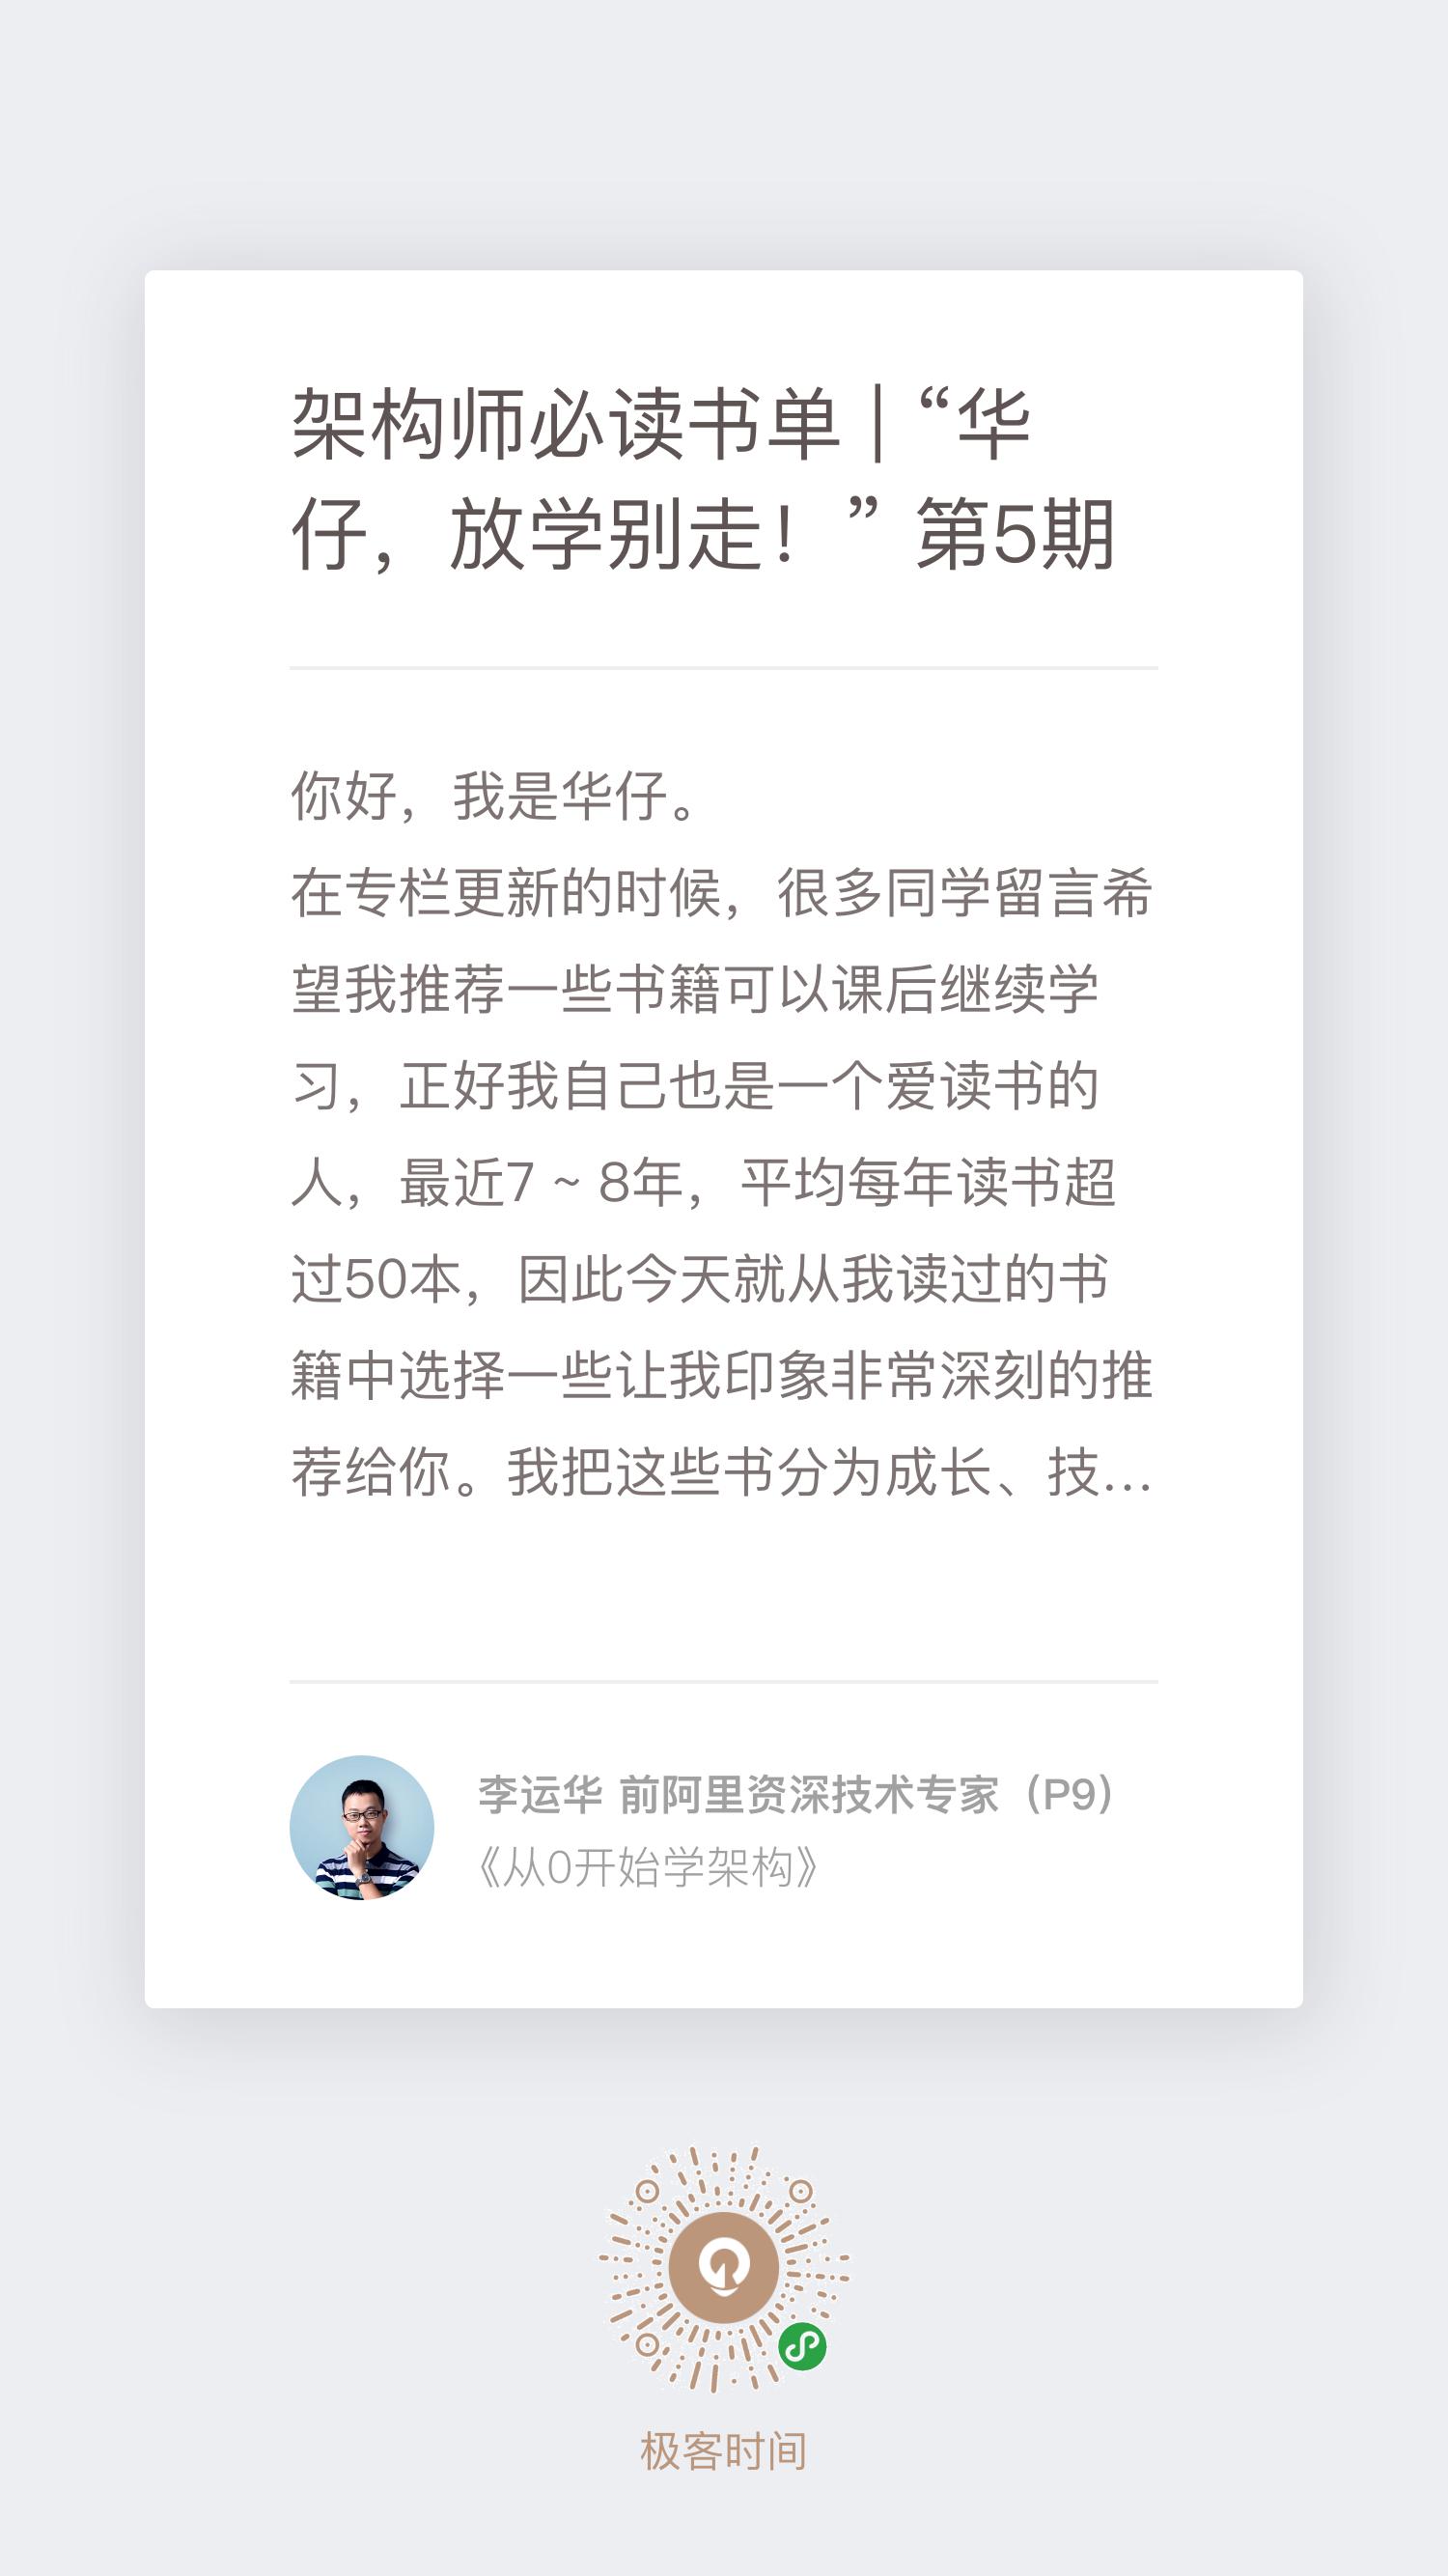 架构师必读书单 | “华
仔，放学别走！” 第5期
你好，我是华仔。
在专栏更新的时候，很多同学留言希
望我推荐一些书籍可以课后继续学
习，正好我自己也是一个爱读书的
人，最近7 ~ 8年，平均每年读书超
过50本，因此今天就从我读过的书
籍中选择一些让我印象非常深刻的推
荐给你。我把这些书分为成长、技...
李运华 前阿里资深技术专家（P9）
《从0开始学架构》
极客时间